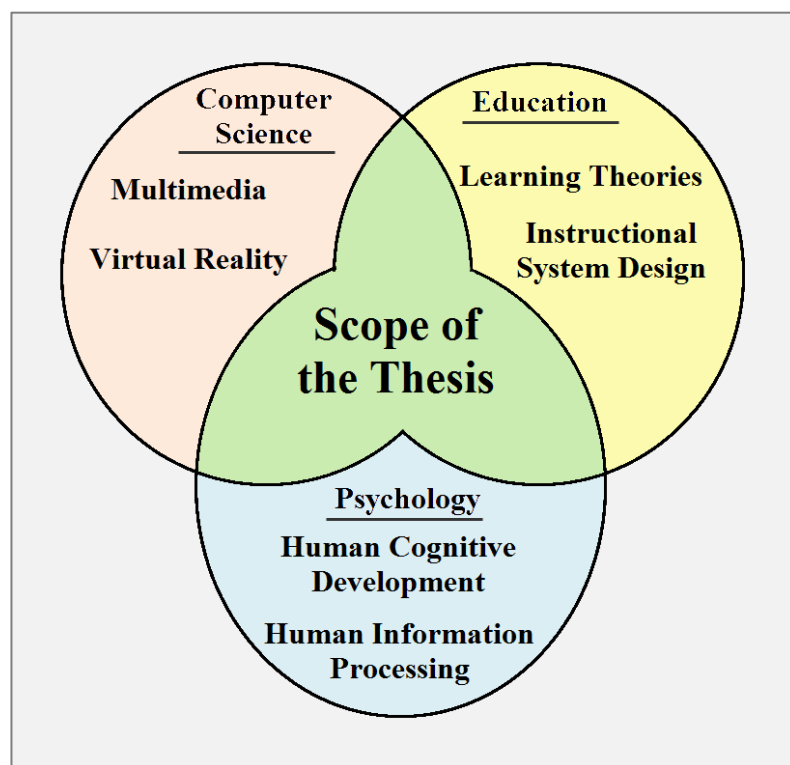 Computer
Science
Multimedia
Virtual Reality
Education
Learning Theories
Instructional
System Design
Scope of
the Thesis
Psychology
Human Cognitive
Development
Human Information
Processing